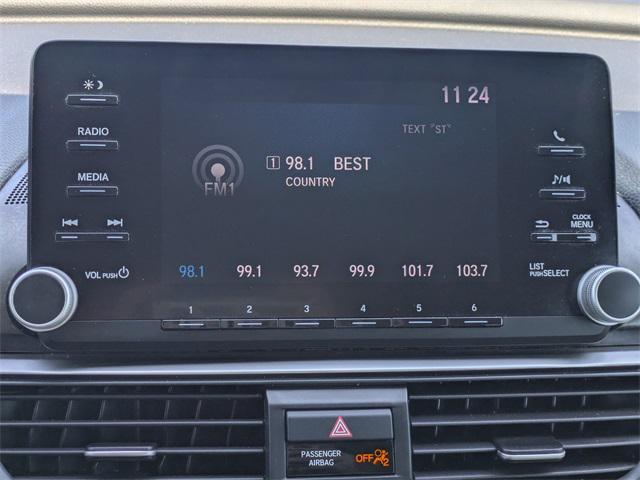 11 24
RADIO
TEXT "ST"
1 98.1 BEST
MEDIA
COUNTRY
FM1
CLOCK
MENU
VOL PUSH
98.1 99.1 93.7 99.9 101.7 103.7
LIST
PUSH SELECT
1 2 3 4 5 6
PASSENGER
AIRBAG
OFF 2